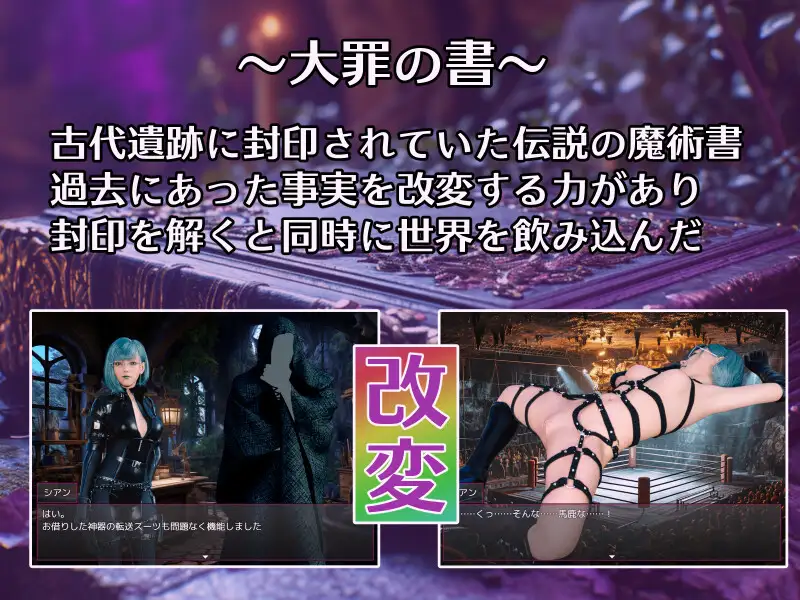 ～大罪の書～
古代遺跡に封印されていた伝説の魔術書
過去にあった事実を改変する力があり
封印を解くと同時に世界を飲み込んだ
改変
シアン
はい。
お借りした神器の転送スーツも問題なく機能しました
アン
……くっ……そんな……馬鹿な……！